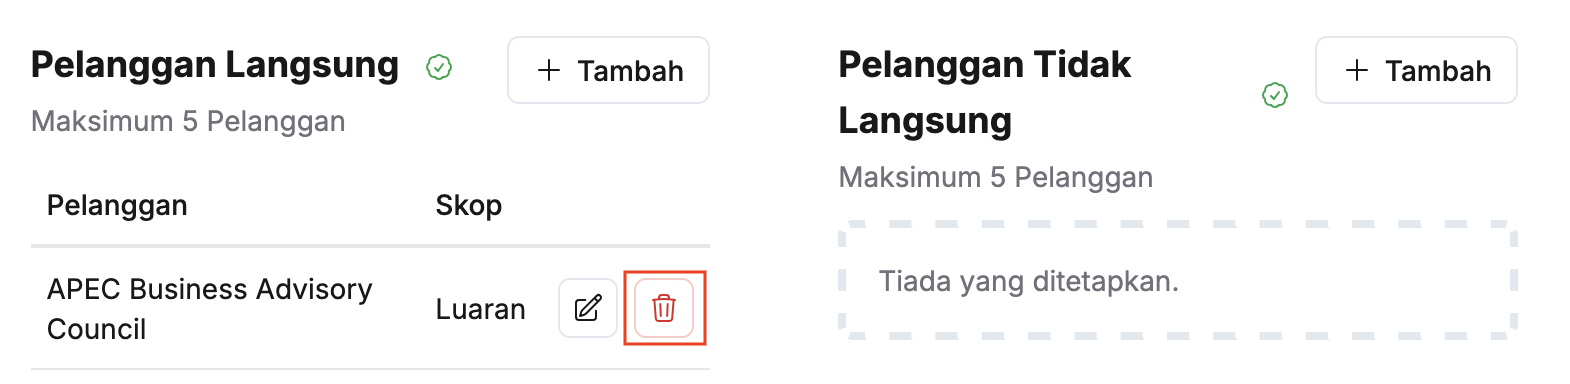 Pelanggan Langsung
+ Tambah
Maksimum 5 Pelanggan
Pelanggan Skop
APEC Business Advisory
Council
Luaran
Pelanggan Tidak
Langsung
+ Tambah
Maksimum 5 Pelanggan
Tiada yang ditetapkan.